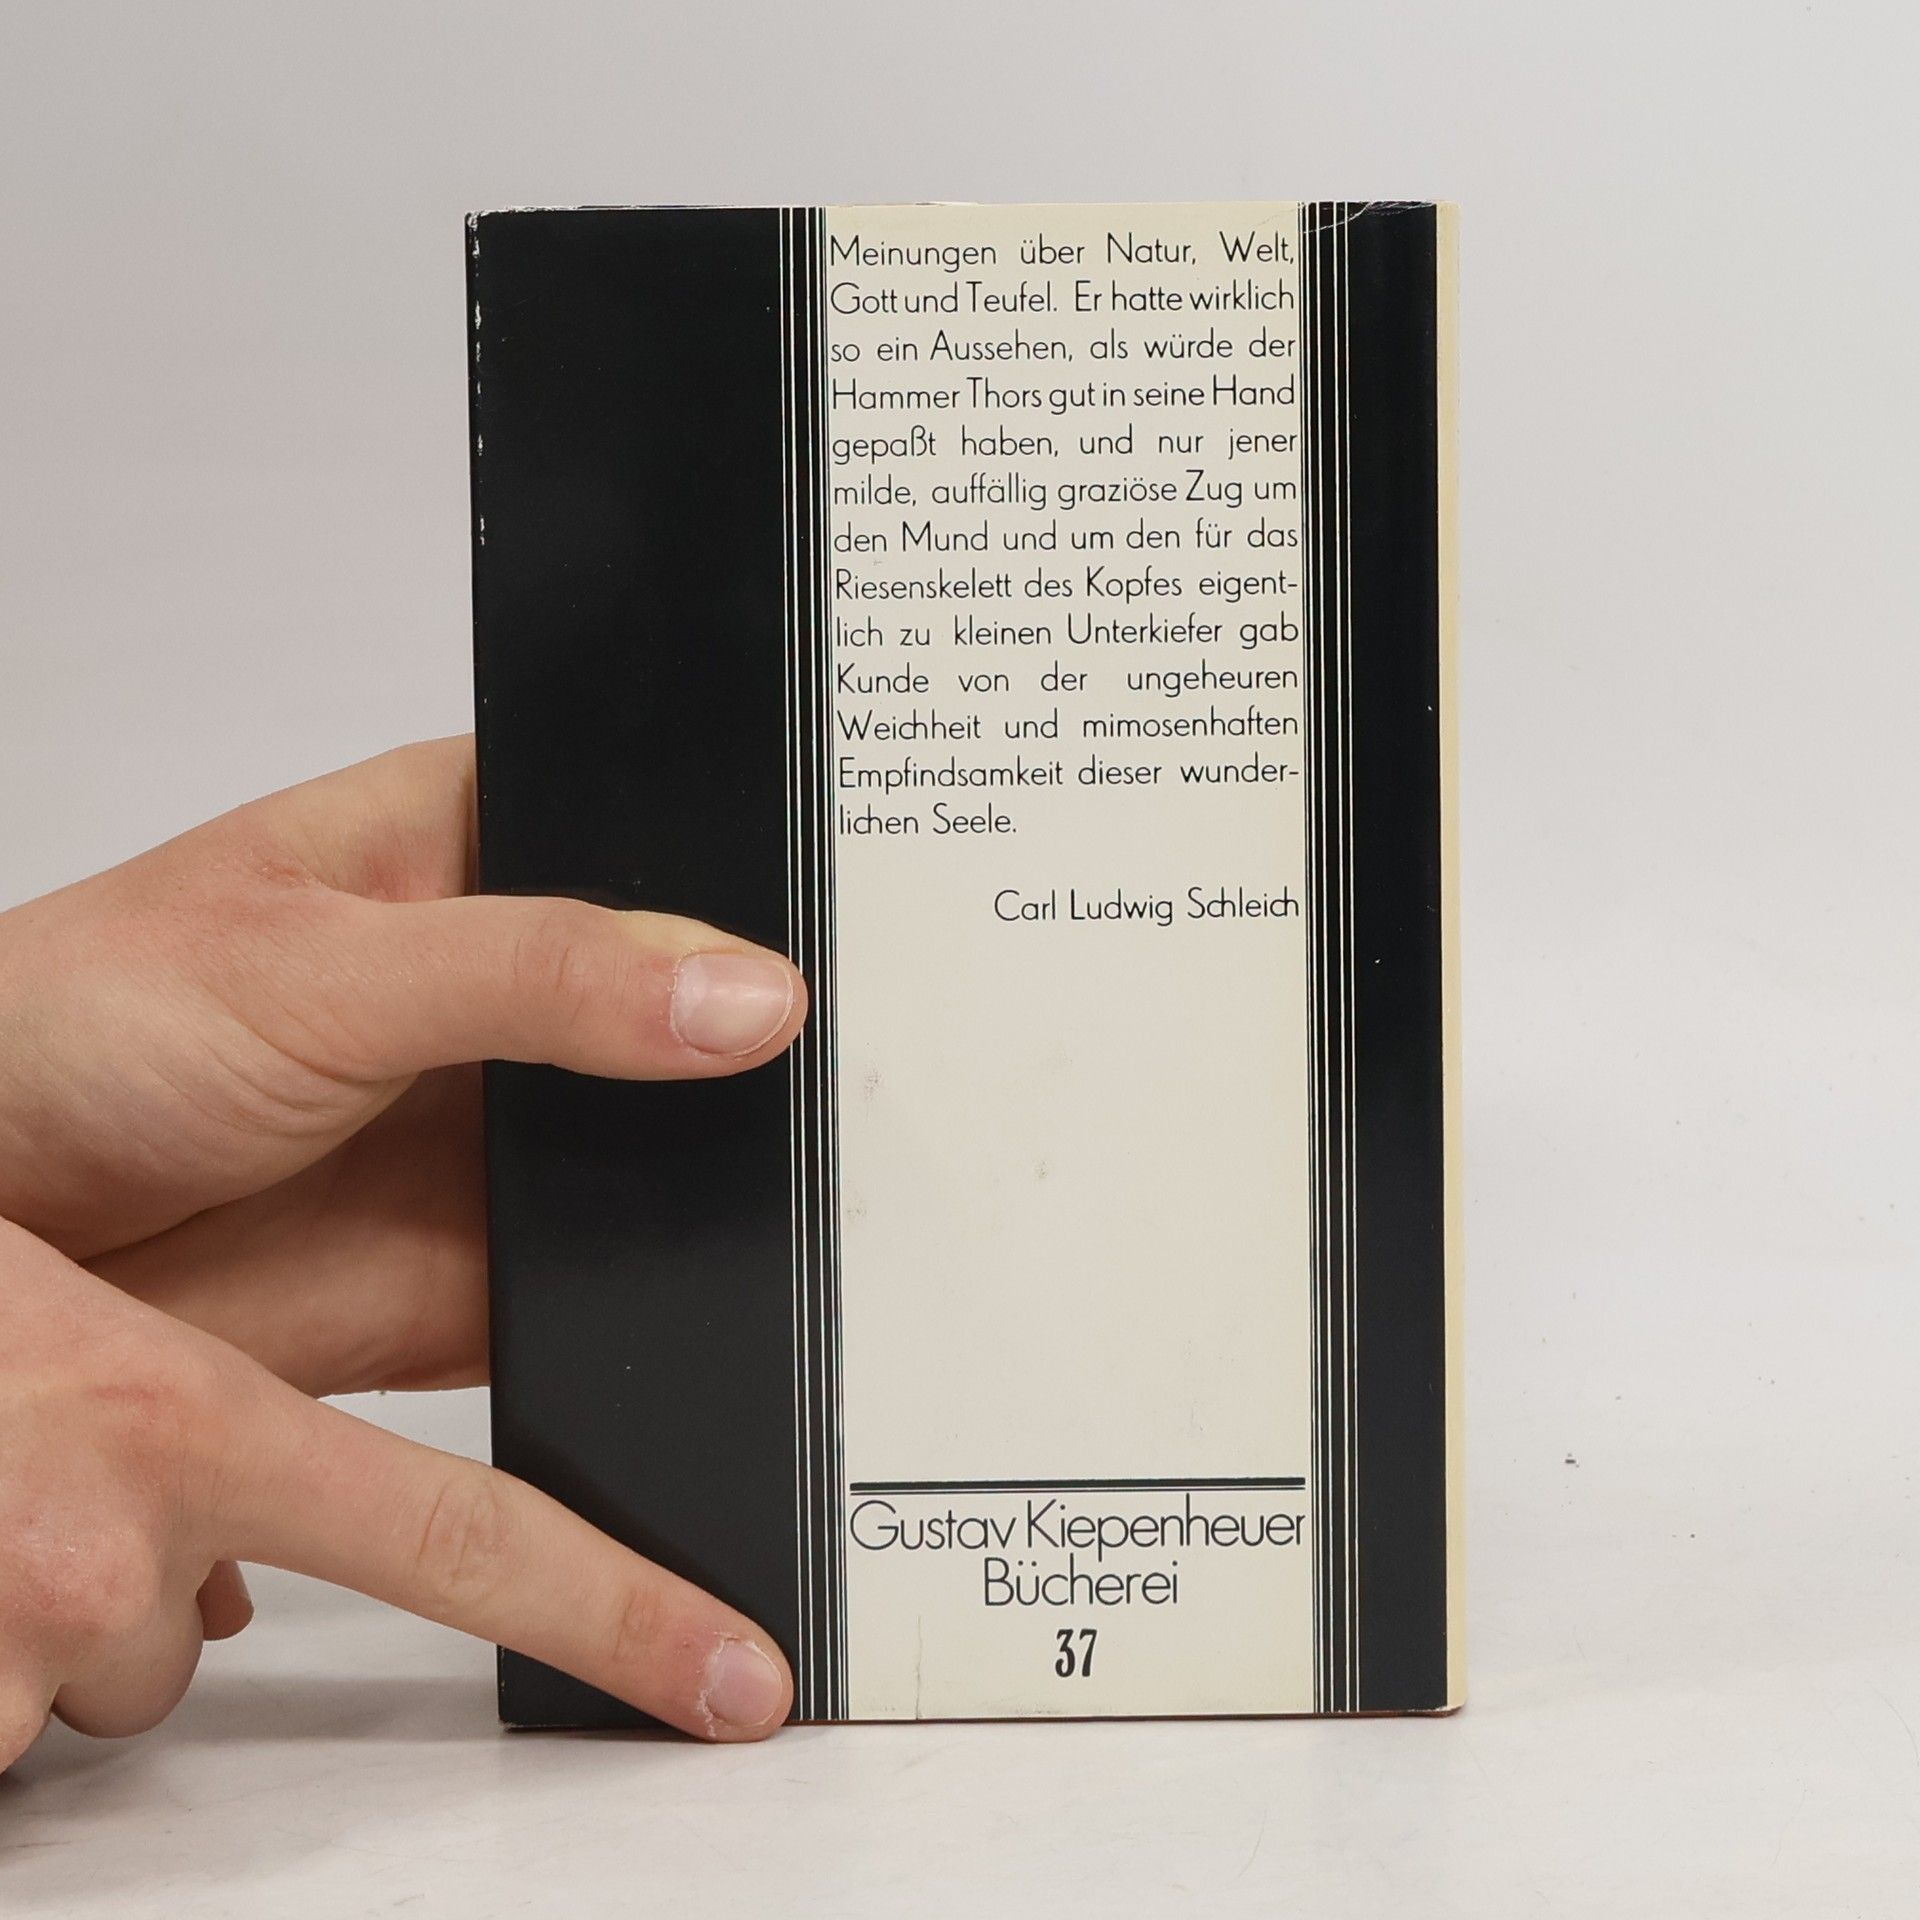 Meinungen über Natur, Welt,
Gott und Teufel. Er hatte wirklich
so ein Aussehen, als würde der
Hammer Thors gut in seine Hand
gepaßt haben, und nur jener
milde, auffällig graziöse Zug um
den Mund und um den für das
Riesenskelett des Kopfes eigent-
lich zu kleinen Unterkiefer gab
Kunde von der ungeheuren
Weichheit und mimosenhaften
Empfindsamkeit dieser wunder-
lichen Seele.
Carl Ludwig Schleich
Gustav Kiepenheuer
Bücherei
37